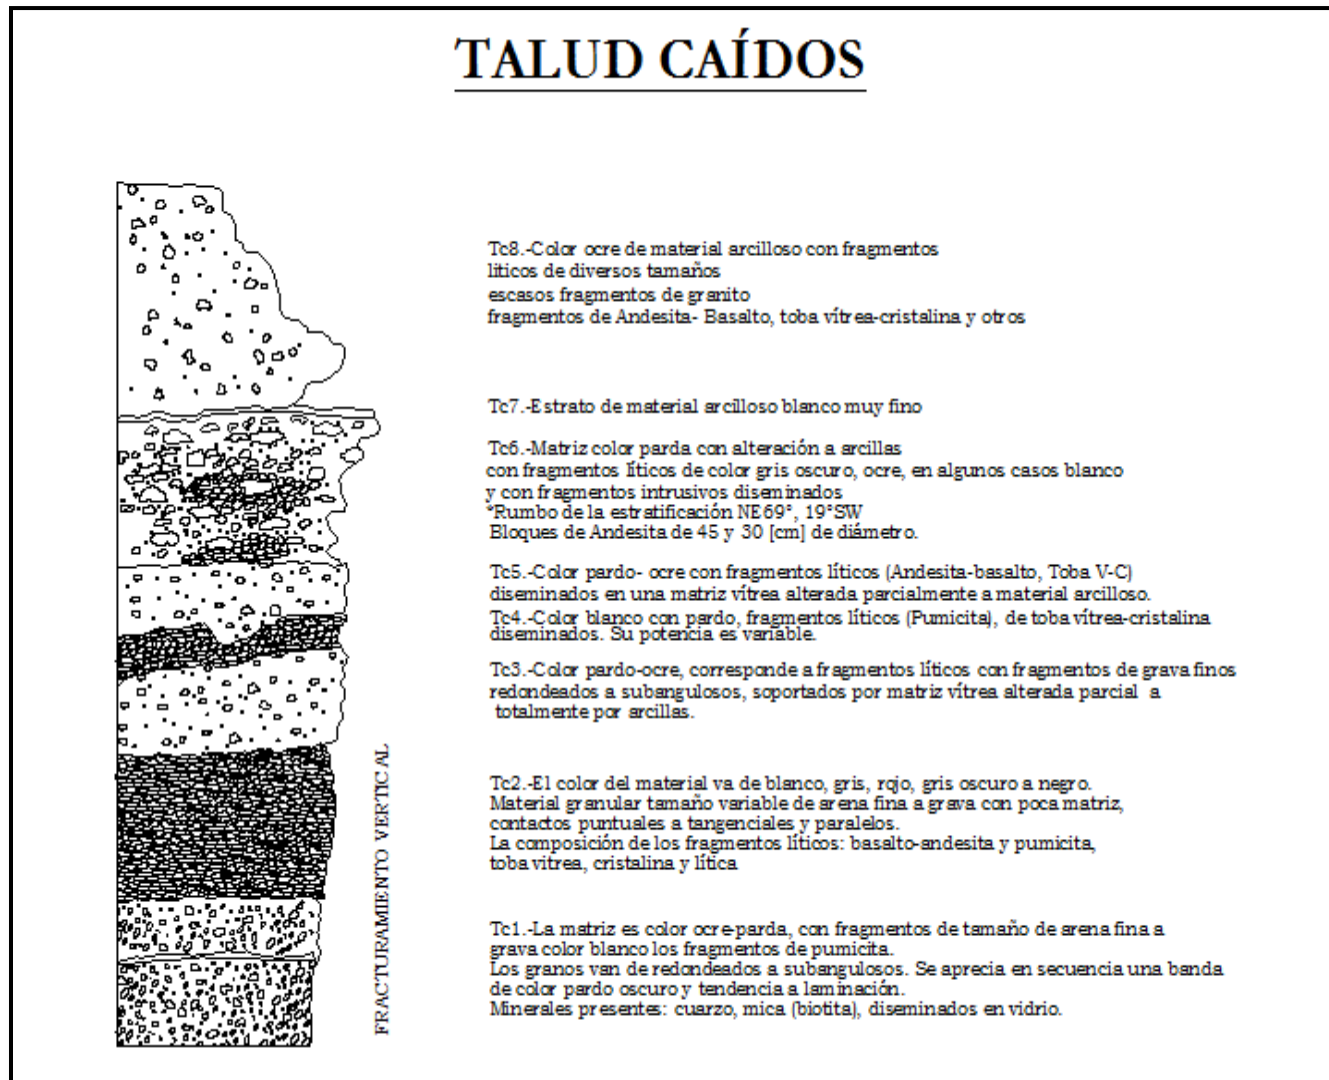 TALUD CAÍDOS
Tc8.-Color ocre de material arcilloso con fragmentos
líticos de diversos tamaños
escasos fragmentos de granito
fragmentos de Andesita- Basalto, toba vítrea-cristalina y otros
Tc7.-Estrato de material arcilloso blanco muy fino
Tc6.-Matriz color parda con alteración a arcillas
con fragmentos líticos de color gris oscuro, ocre, en algunos casos blanco
y con fragmentos intrusivos diseminados
*Rumbo de la estratificación NE69°, 19°SW
Bloques de Andesita de 45 y 30 [cm] de diámetro.
Tc5.-Color pardo- ocre con fragmentos líticos (Andesita-basalto, Toba V-C)
diseminados en una matriz vítrea alterada parcialmente a material arcilloso.
Tc4.-Color blanco con pardo, fragmentos líticos (Pumicita), de toba vítrea-cristalina
diseminados. Su potencia es variable.
Tc3.-Color pardo-ocre, corresponde a fragmentos líticos con fragmentos de grava finos
redondeados a subangulosos, soportados por matriz vítrea alterada parcial a
totalmente por arcillas.
Tc2.-El color del material va de blanco, gris, rojo, gris oscuro a negro.
Material granular tamaño variable de arena fina a grava con poca matriz,
contactos puntuales a tangenciales y paralelos.
La composición de los fragmentos líticos: basalto-andesita y pumicita,
toba vitrea, cristalina y lítica
Tc1.-La matriz es color ocre-parda, con fragmentos de tamaño de arena fina a
grava color blanco los fragmentos de pumicita.
Los granos van de redondeados a subangulosos. Se aprecia en secuencia una banda
de color pardo oscuro y tendencia a laminación.
Minerales presentes: cuarzo, mica (biotita), diseminados en vidrio.
FRACTURAMIENTO VERTICAL